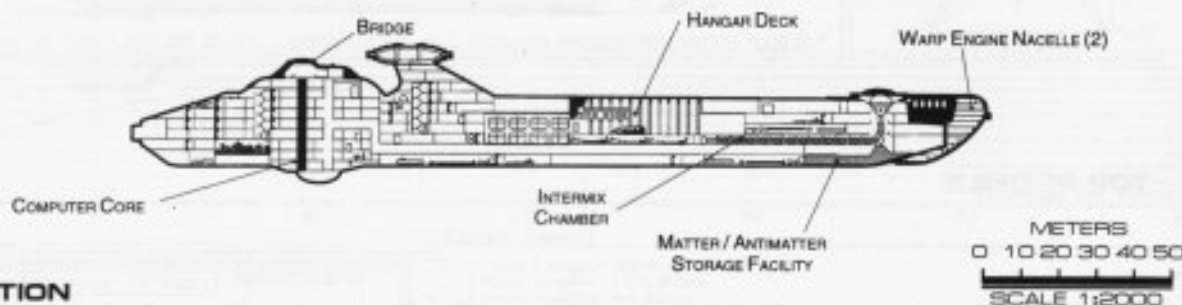 BRIDGE
HANGAR DECK
WARP ENGINE NACELLE (2)
COMPUTER CORE
INTERMIX
CHAMBER
MATTER / ANTIMATTER
STORAGE FACILITY
METERS
0 10 20 30 40 50
SCALE 1:2000
TION